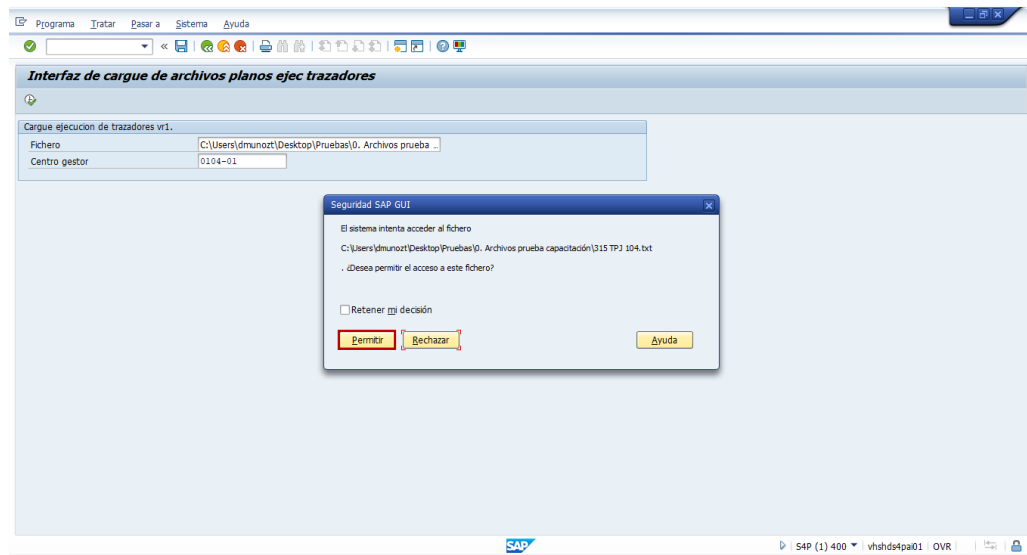 Programa Tratar Pasar a Sistema Ayuda
Interfaz de cargue de archivos planos ejec trazadores
Cargue ejecucion de trazadores vr1.
Fichero C:\Users\dmunozt\Desktop\Pruebas\0. Archivos prueba ..
Centro gestor 0104-01
Seguridad SAP GUI
El sistema intenta acceder al fichero
C:\Users\dmunozt\Desktop\Pruebas\0. Archivos prueba capacitación\315 TPJ 104.txt
. ¿Desea permitir el acceso a este fichero?
Retener mi decisión
Permitir Rechazar Ayuda
SAP S4P (1) 400 vhshds4pai01 OVR